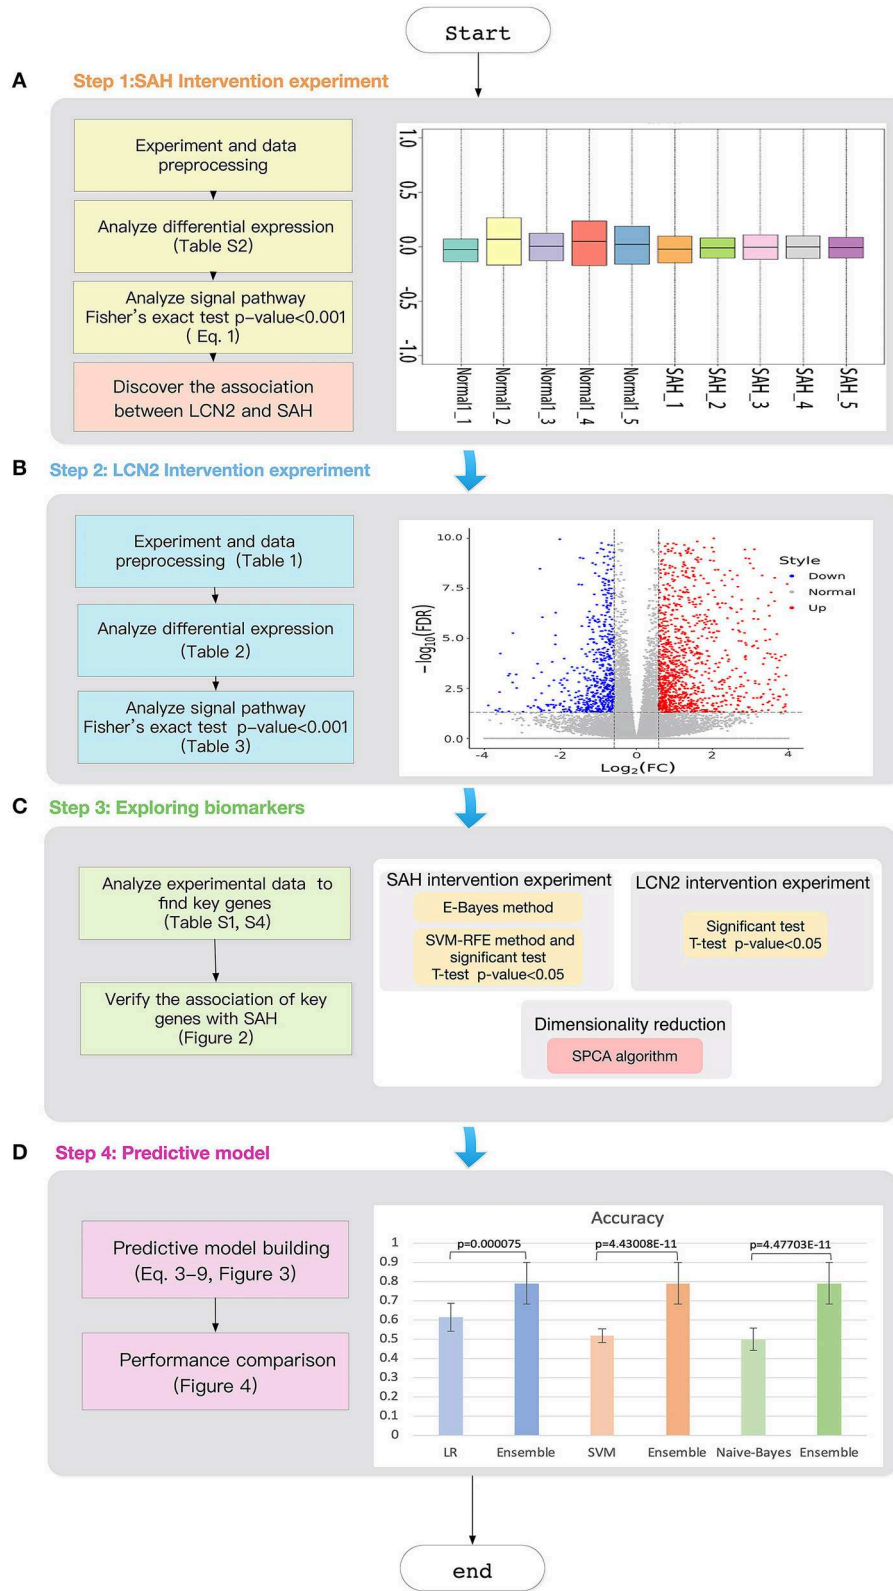 Start
A
Step 1:SAH Intervention experiment
Experiment and data
preprocessing
Analyze differential expression
(Table S2)
Analyze signal pathway
Fisher's exact test p-value<0.001
( Eq. 1)
Discover the association
between LCN2 and SAH
1.0
0.5
0.0
-0.5
-1.0
Normal1_1
Normal1_2
Normal1_3
Normal1_4
Normal1_5
SAH_1
SAH_2
SAH_3
SAH_4
SAH_5
B
Step 2: LCN2 Intervention expreriment
Experiment and data
preprocessing (Table 1)
Analyze differential expression
(Table 2)
Analyze signal pathway
Fisher's exact test p-value<0.001
(Table 3)
10.0
7.5
5.0
2.5
0.0
-log10(FDR)
-4
-2
0
2
4
Log2(FC)
Style
Down
Normal
Up
C
Step 3: Exploring biomarkers
Analyze experimental data to
find key genes
(Table S1, S4)
Verify the association of key
genes with SAH
(Figure 2)
SAH intervention experiment
E-Bayes method
SVM-RFE method and
significant test
T-test p-value<0.05
LCN2 intervention experiment
Significant test
T-test p-value<0.05
Dimensionality reduction
SPCA algorithm
D
Step 4: Predictive model
Predictive model building
(Eq. 3-9, Figure 3)
Performance comparison
(Figure 4)
Accuracy
1
0.9
0.8
0.7
0.6
0.5
0.4
0.3
0.2
0.1
0
p=0.000075
p=4.43008E-11
p=4.47703E-11
LR
Ensemble
SVM
Ensemble
Naive-Bayes
Ensemble
end